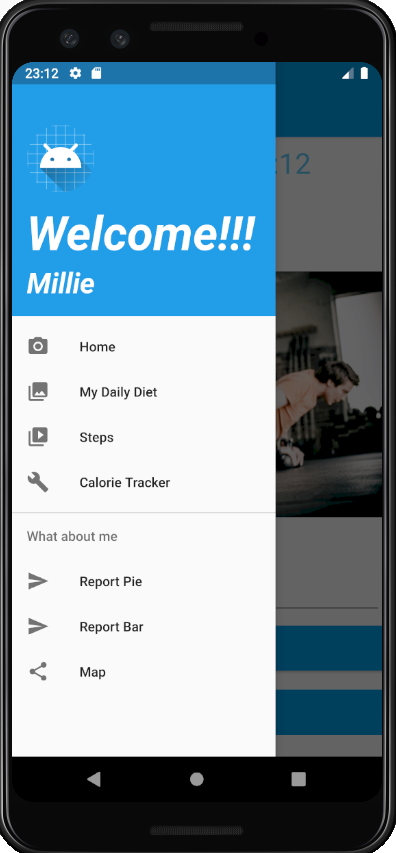 23:12
:12
Welcome!!!
Millie
Home
My Daily Diet
Steps
Calorie Tracker
What about me
Report Pie
Report Bar
Map